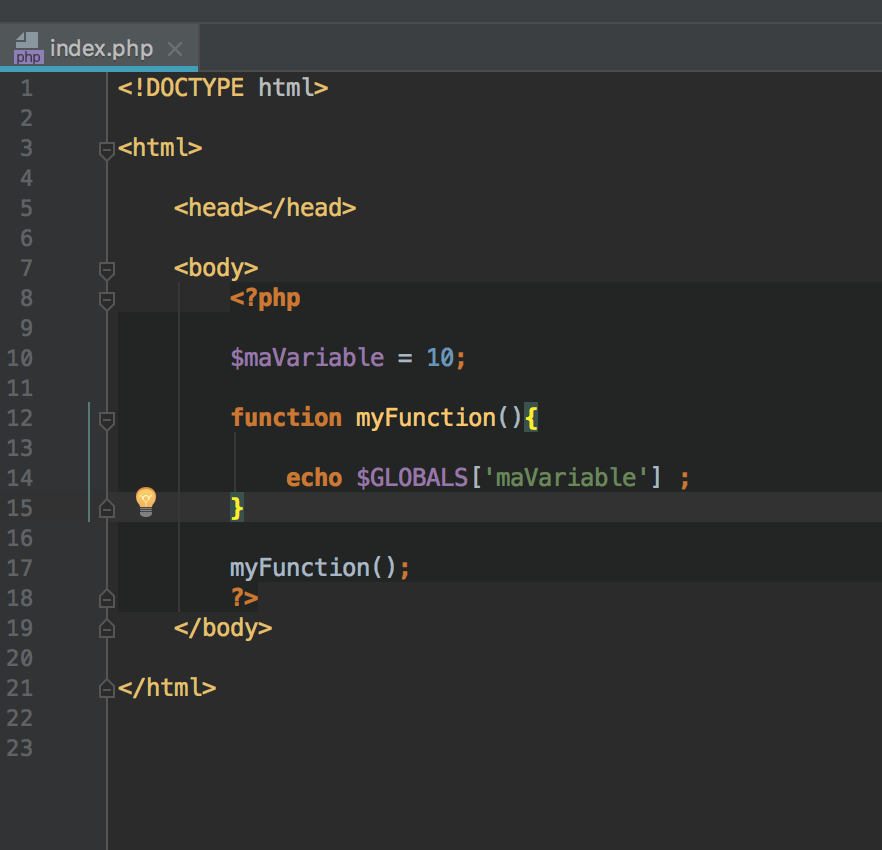 php index.php
1 <!DOCTYPE html>
2
3 <html>
4
5 <head></head>
6
7 <body>
8 <?php
9
10 $maVariable = 10;
11
12 function myFunction(){
13
14 echo $GLOBALS['maVariable'] ;
15 }
16
17 myFunction();
18 ?>
19 </body>
20
21 </html>
22
23